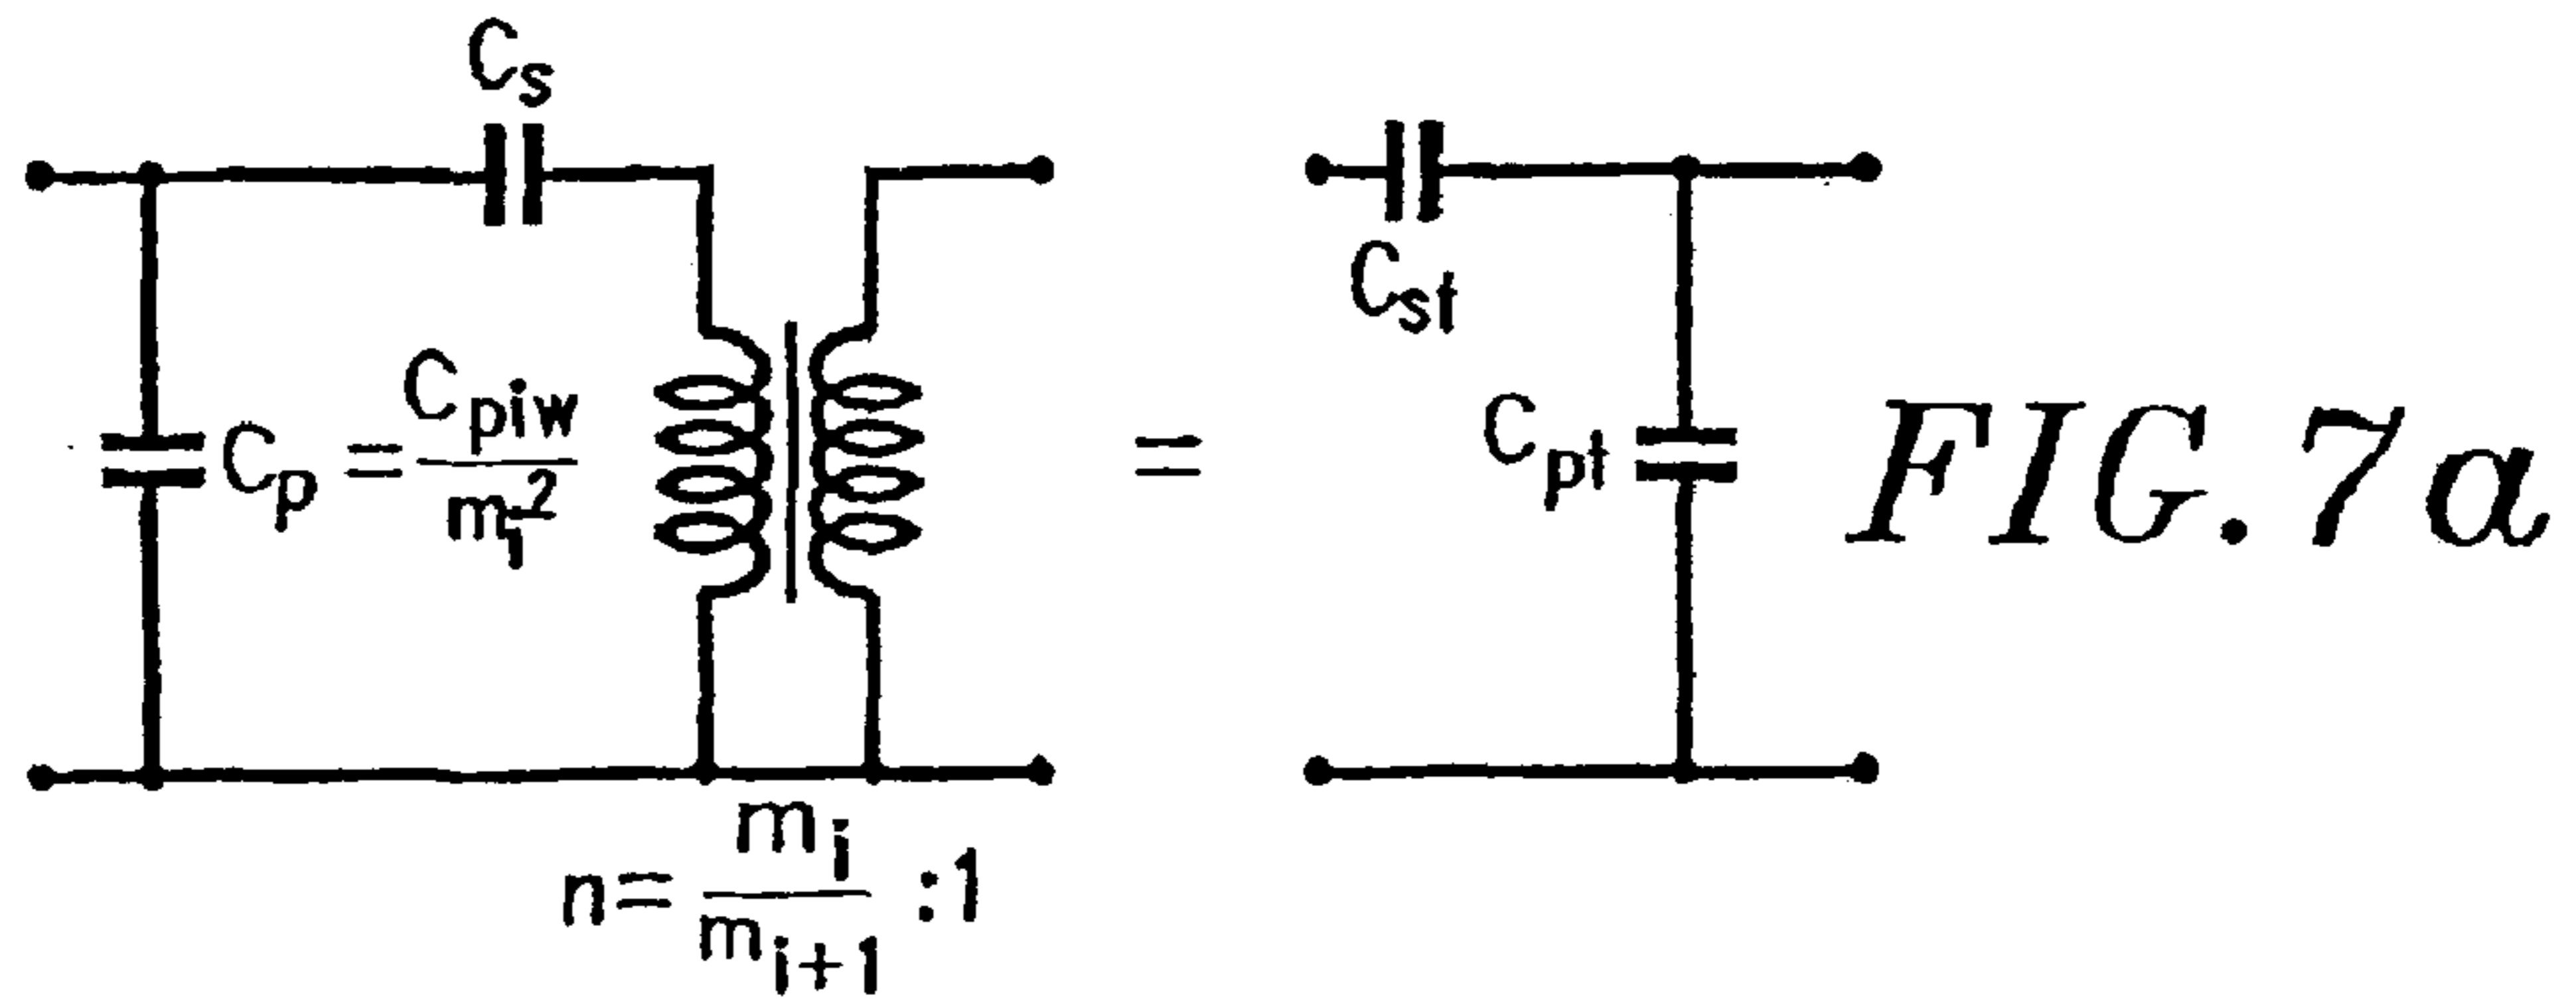 Cs
Cst
Cp = Cpiw / mi²
=
Cpt
FIG. 7a
n = mi / mi+1 : 1